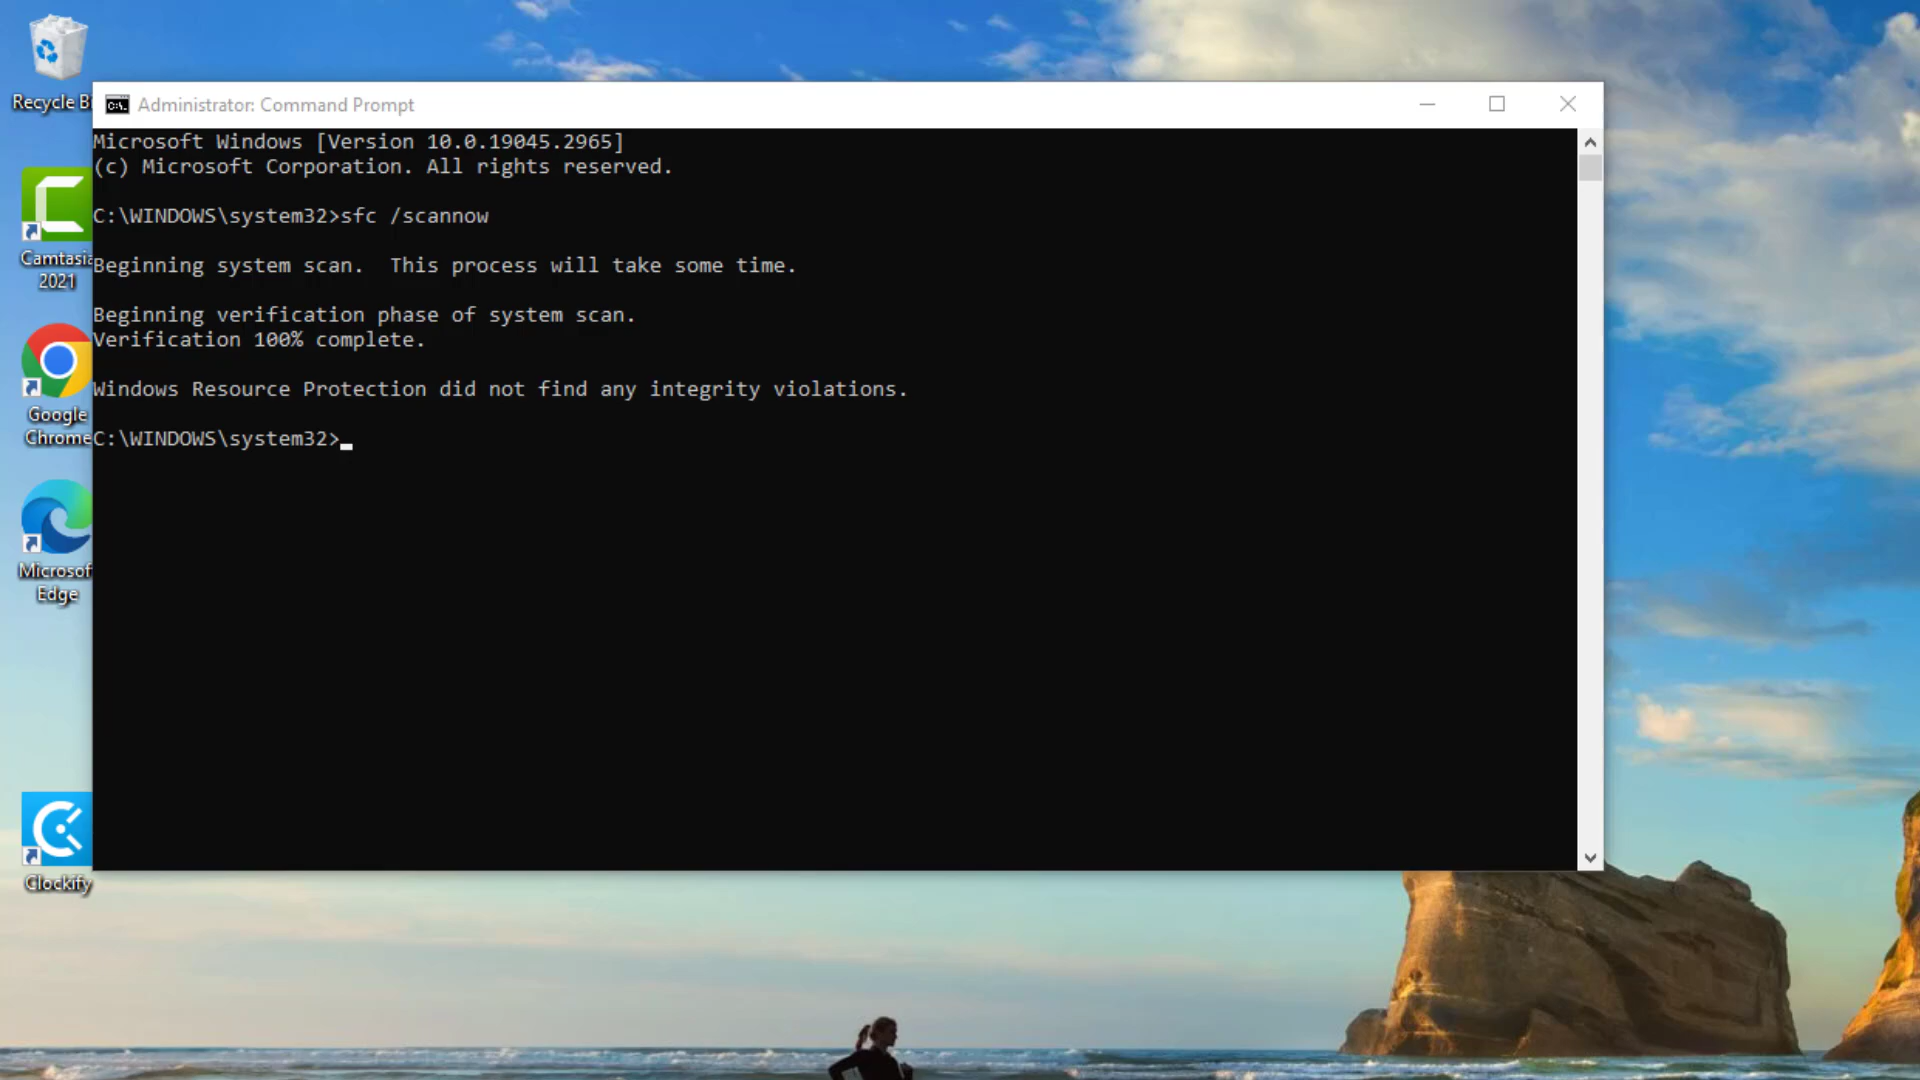 Recycle B
Administrator: Command Prompt
Microsoft Windows [Version 10.0.19045.2965]
(c) Microsoft Corporation. All rights reserved.
C:\WINDOWS\system32>sfc /scannow
Beginning system scan.  This process will take some time.
Beginning verification phase of system scan.
Verification 100% complete.
Windows Resource Protection did not find any integrity violations.
C:\WINDOWS\system32>
Camtasia
2021
Google
Chrome
Microsof
Edge
Clockify